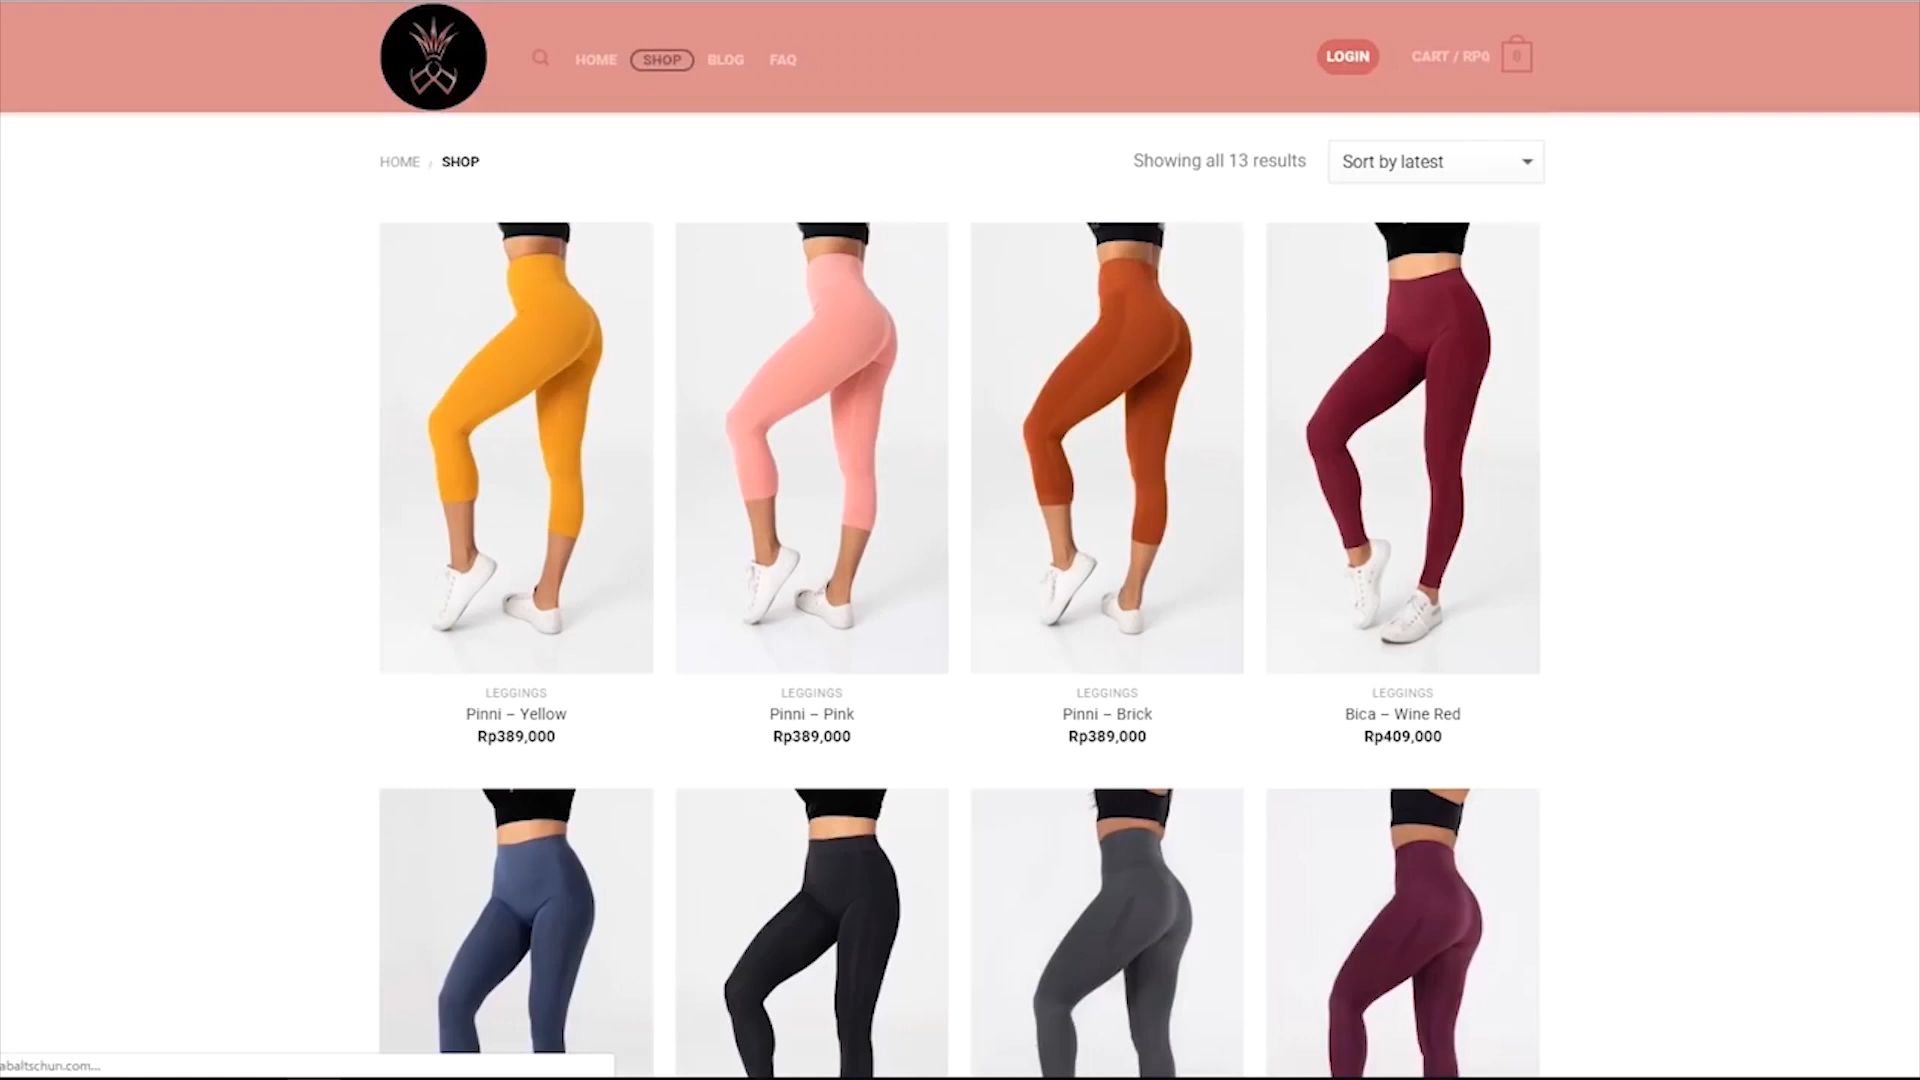 HOME SHOP BLOG FAQ LOGIN CART / RP0 0
HOME / SHOP
Showing all 13 results Sort by latest
LEGGINGS LEGGINGS LEGGINGS LEGGINGS
Pinni – Yellow Pinni – Pink Pinni – Brick Bica – Wine Red
Rp389,000 Rp389,000 Rp389,000 Rp409,000
abaltschun.com...